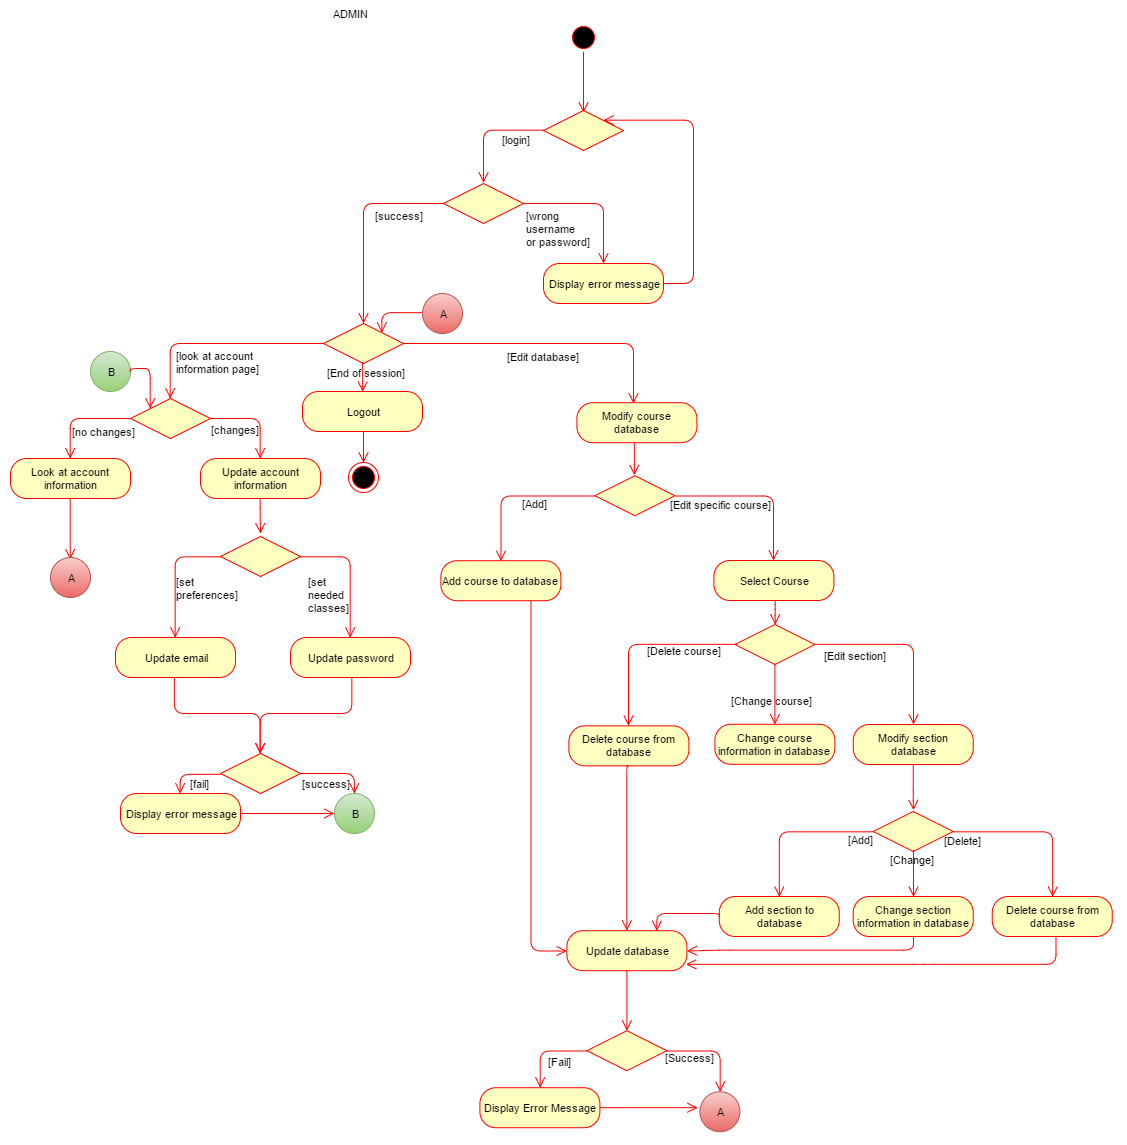 ADMIN
[login]
[success]
[wrong
username
or password]
Display error message
A
[look at account
information page]
[End of session]
[Edit database]
B
Logout
Modify course
database
[no changes]
[changes]
Look at account
information
Update account
information
[Add]
[Edit specific course]
A
[set
preferences]
[set
needed
classes]
Add course to database
Select Course
Update email
Update password
[Delete course]
[Edit section]
[Change course]
Delete course from
database
Change course
information in database
Modify section
database
[fail]
[success]
Display error message
B
[Add]
[Change]
[Delete]
Add section to
database
Change section
information in database
Delete course from
database
Update database
[Fail]
[Success]
Display Error Message
A